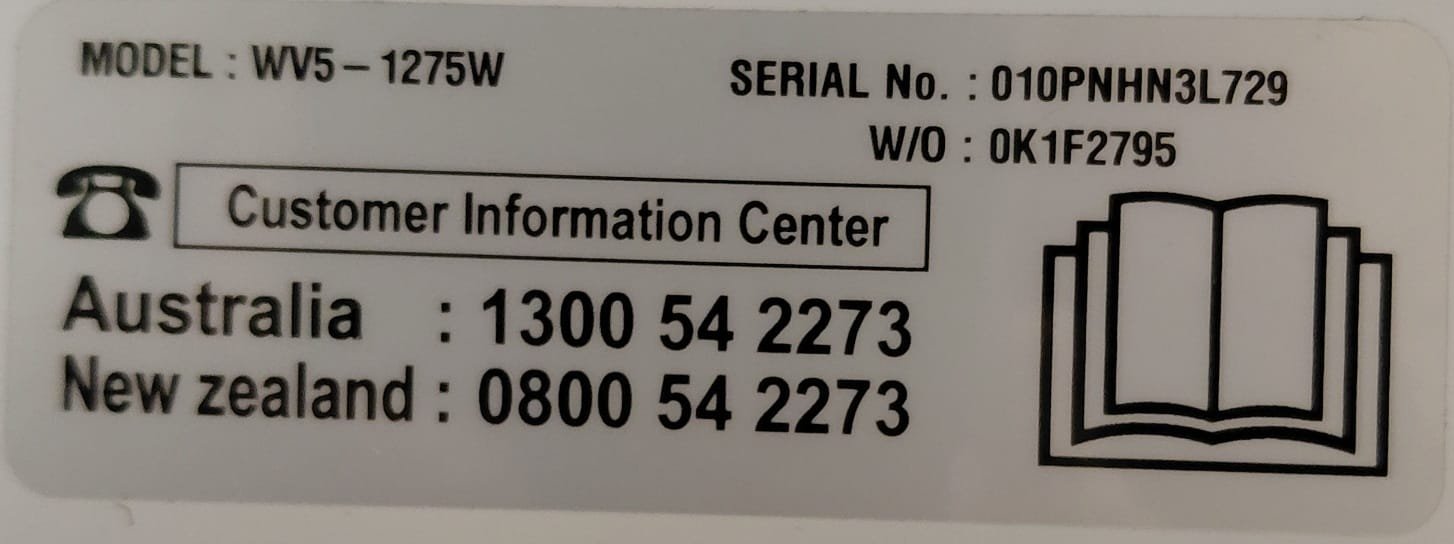 MODEL : WV5-1275W
SERIAL No. : 010PNHN3L729
W/O : 0K1F2795
Customer Information Center
Australia : 1300 54 2273
New zealand : 0800 54 2273